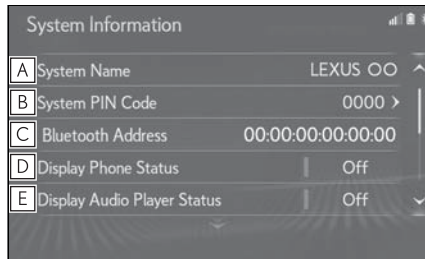 System Information
A System Name LEXUS OO
B System PIN Code 0000 >
C Bluetooth Address 00:00:00:00:00:00
D Display Phone Status Off
E Display Audio Player Status Off